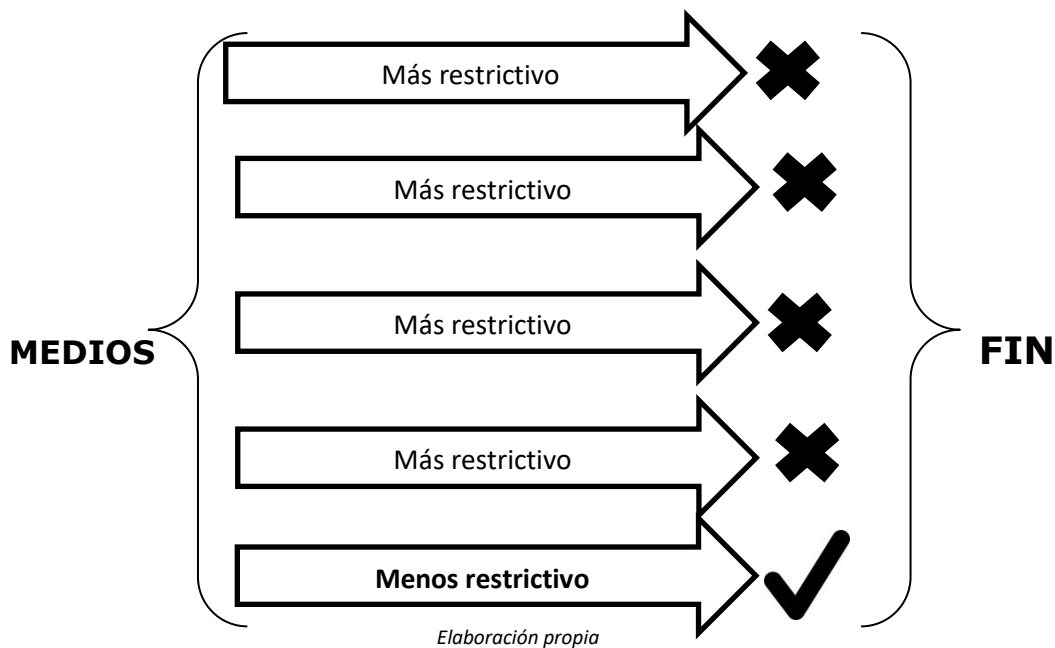 Más restrictivo
Más restrictivo
Más restrictivo
MEDIOS
FIN
Más restrictivo
Menos restrictivo
Elaboración propia